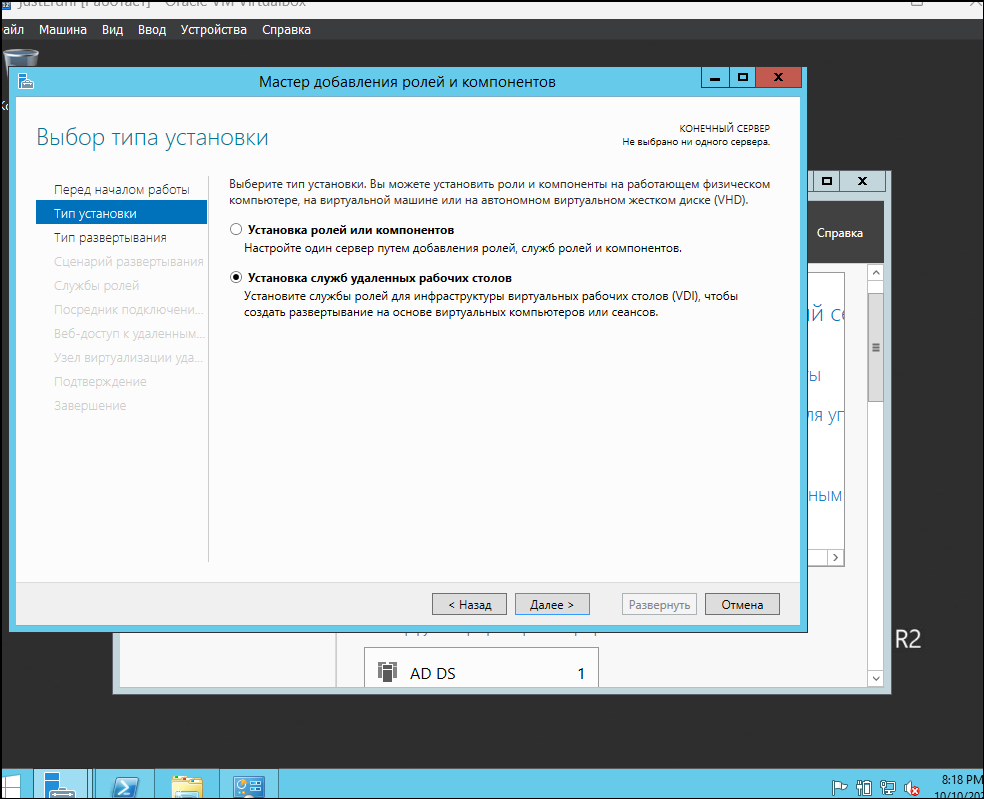 Oracle VM VirtualBox
Машина Вид Ввод Устройства Справка
Мастер добавления ролей и компонентов
Выбор типа установки
КОНЕЧНЫЙ СЕРВЕР
Не выбрано ни одного сервера.
Перед началом работы
Тип установки
Тип развертывания
Сценарий развертывания
Службы ролей
Посредник подключени...
Веб-доступ к удаленным...
Узел виртуализации уда...
Подтверждение
Завершение
Выберите тип установки. Вы можете установить роли и компоненты на работающем физическом
компьютере, на виртуальной машине или на автономном виртуальном жестком диске (VHD).
Установка ролей или компонентов
Настройте один сервер путем добавления ролей, служб ролей и компонентов.
Установка служб удаленных рабочих столов
Установите службы ролей для инфраструктуры виртуальных рабочих столов (VDI), чтобы
создать развертывание на основе виртуальных компьютеров или сеансов.
< Назад
Далее >
Развернуть
Отмена
Справка
R2
AD DS 1
8:18 PM